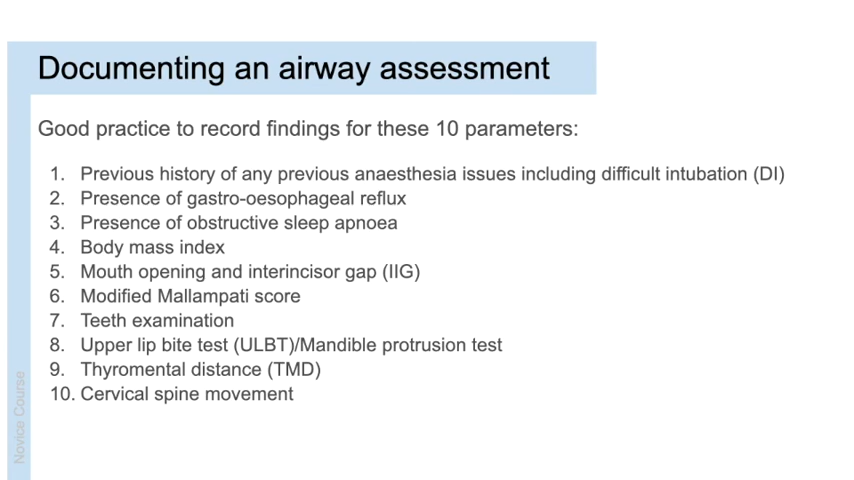 Documenting an airway assessment
Good practice to record findings for these 10 parameters:
1. Previous history of any previous anaesthesia issues including difficult intubation (DI)
2. Presence of gastro-oesophageal reflux
3. Presence of obstructive sleep apnoea
4. Body mass index
5. Mouth opening and interincisor gap (IIG)
6. Modified Mallampati score
7. Teeth examination
8. Upper lip bite test (ULBT)/Mandible protrusion test
9. Thyromental distance (TMD)
10. Cervical spine movement
Novice Course